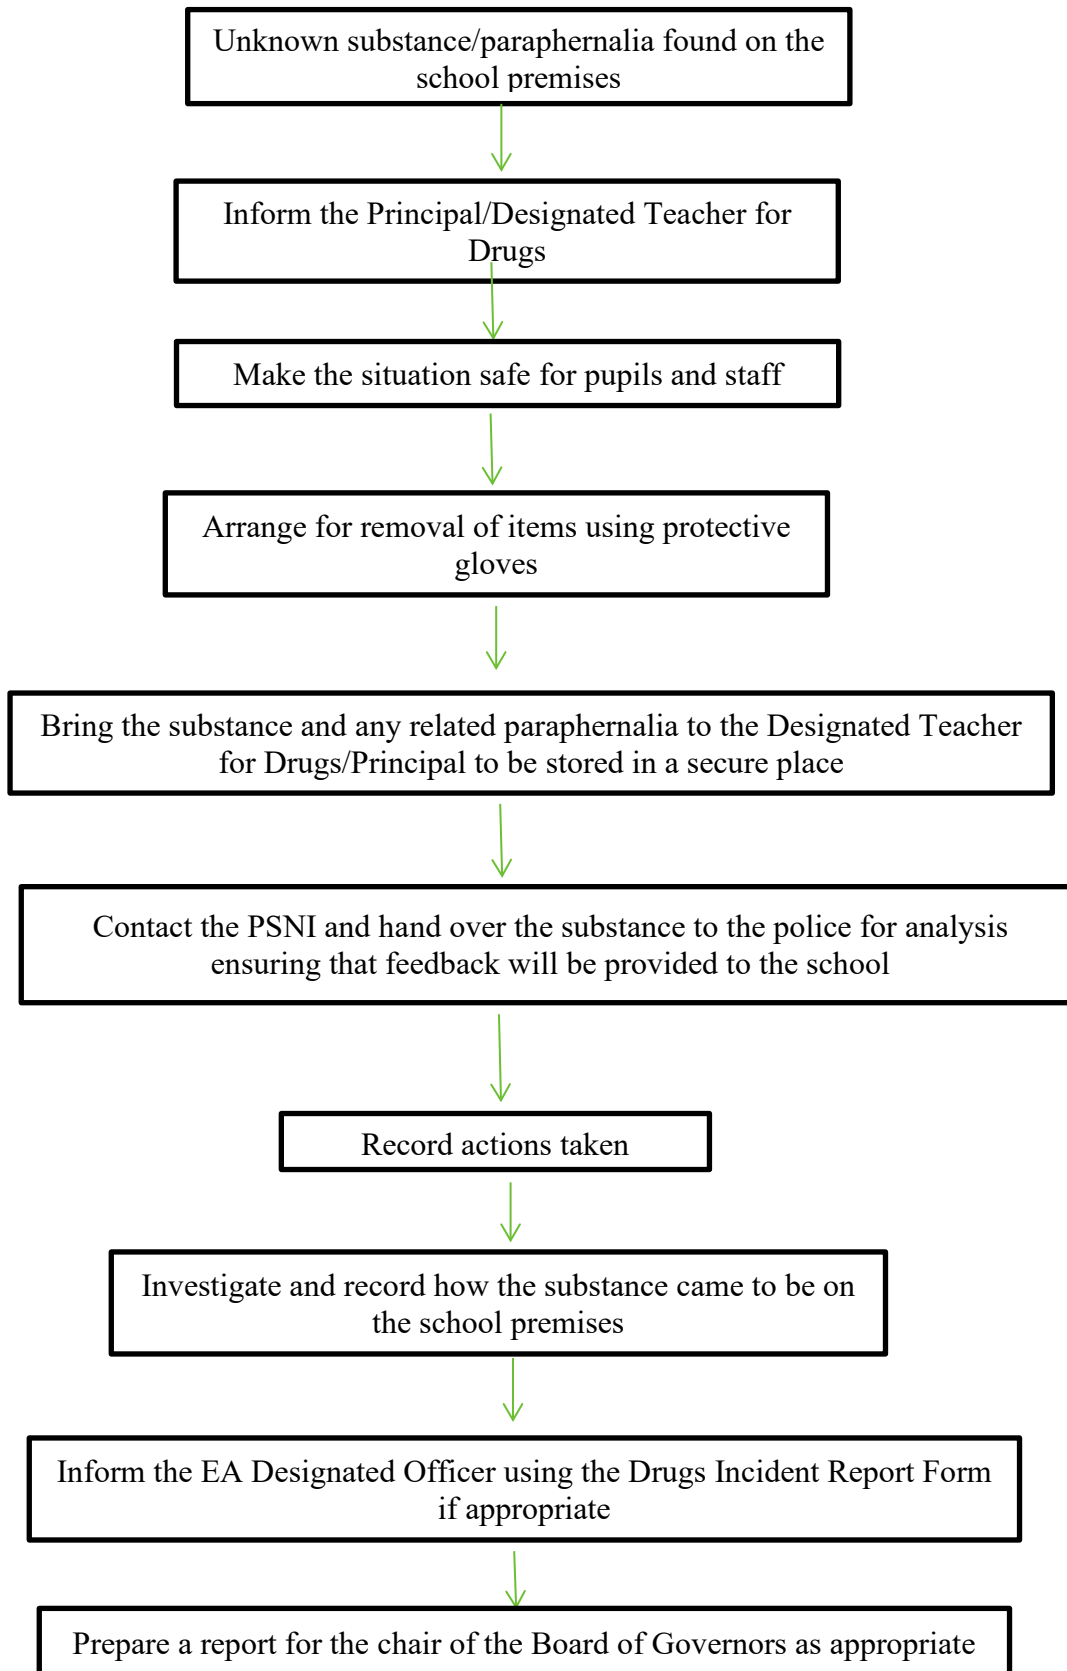 Unknown substance/paraphernalia found on the
school premises
Inform the Principal/Designated Teacher for
Drugs
Make the situation safe for pupils and staff
Arrange for removal of items using protective
gloves
Bring the substance and any related paraphernalia to the Designated Teacher
for Drugs/Principal to be stored in a secure place
Contact the PSNI and hand over the substance to the police for analysis
ensuring that feedback will be provided to the school
Record actions taken
Investigate and record how the substance came to be on
the school premises
Inform the EA Designated Officer using the Drugs Incident Report Form
if appropriate
Prepare a report for the chair of the Board of Governors as appropriate